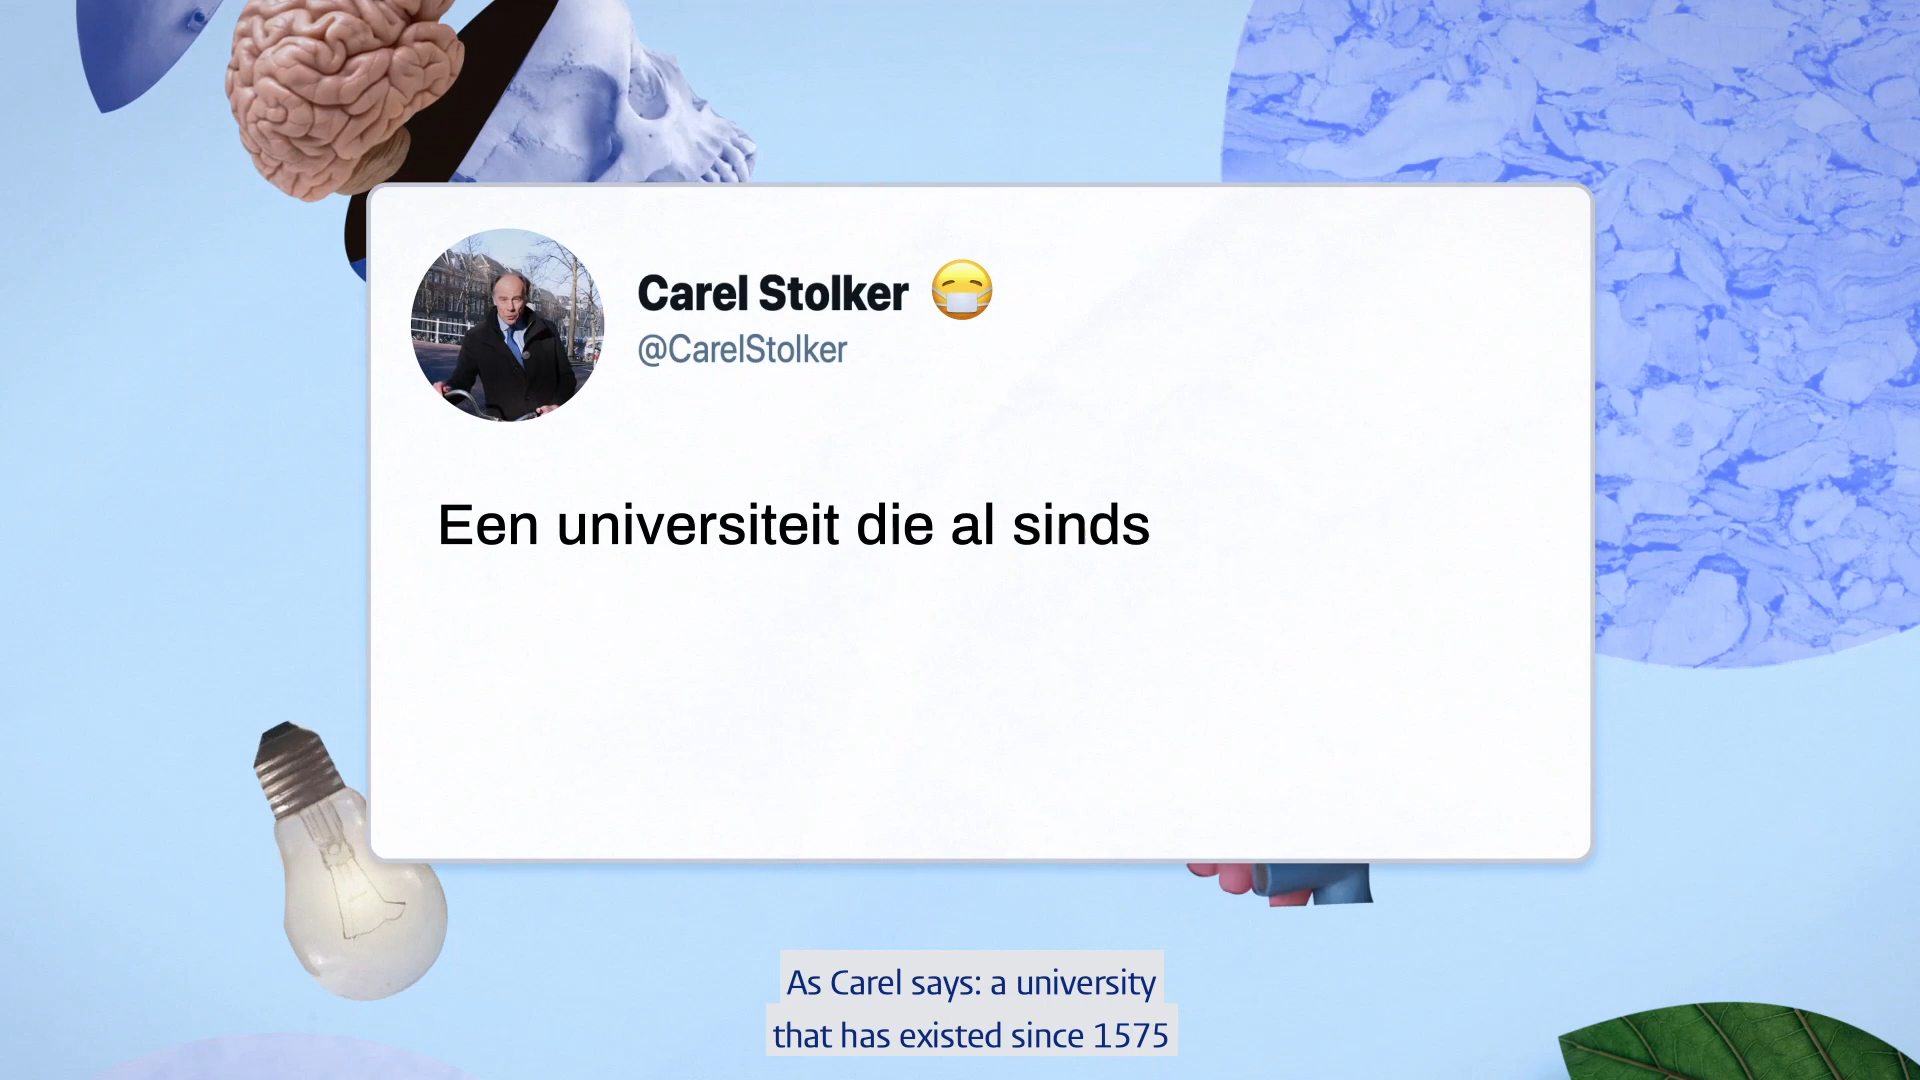 Carel Stolker 😷
@CarelStolker
Een universiteit die al sinds
As Carel says: a university
that has existed since 1575